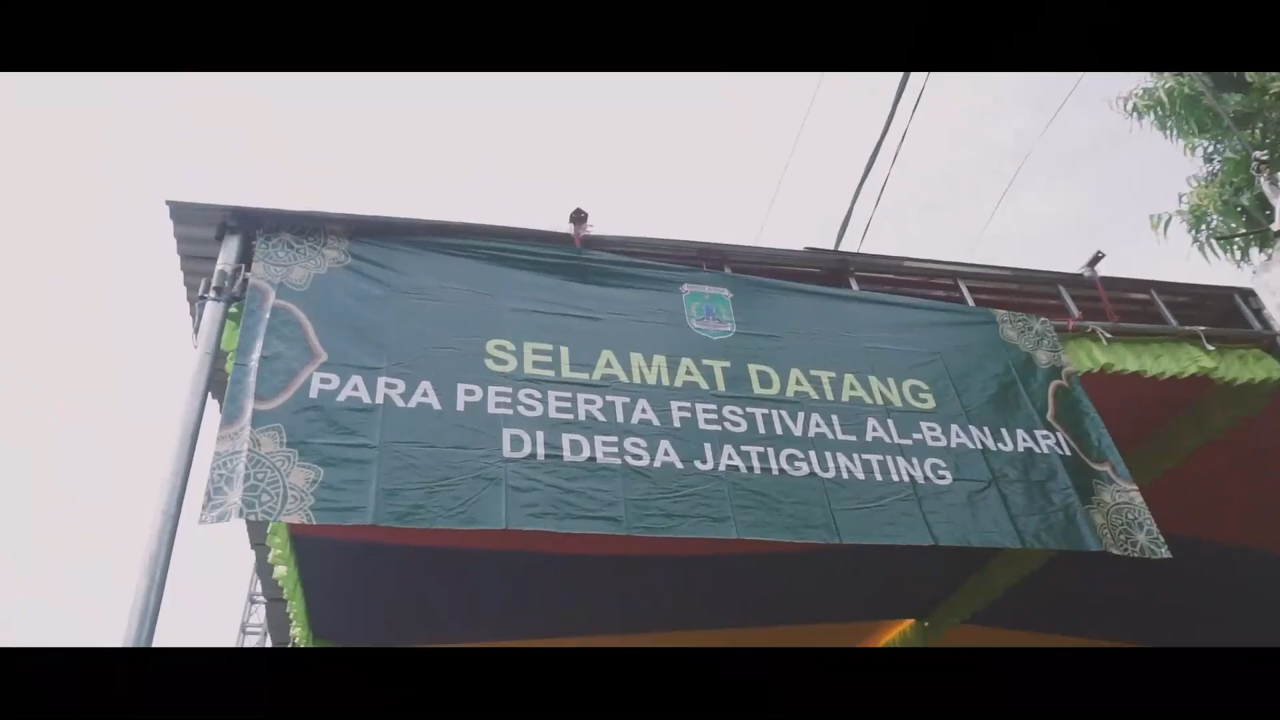 SELAMAT DATANG
PARA PESERTA FESTIVAL AL-BANJARI
DI DESA JATIGUNTING